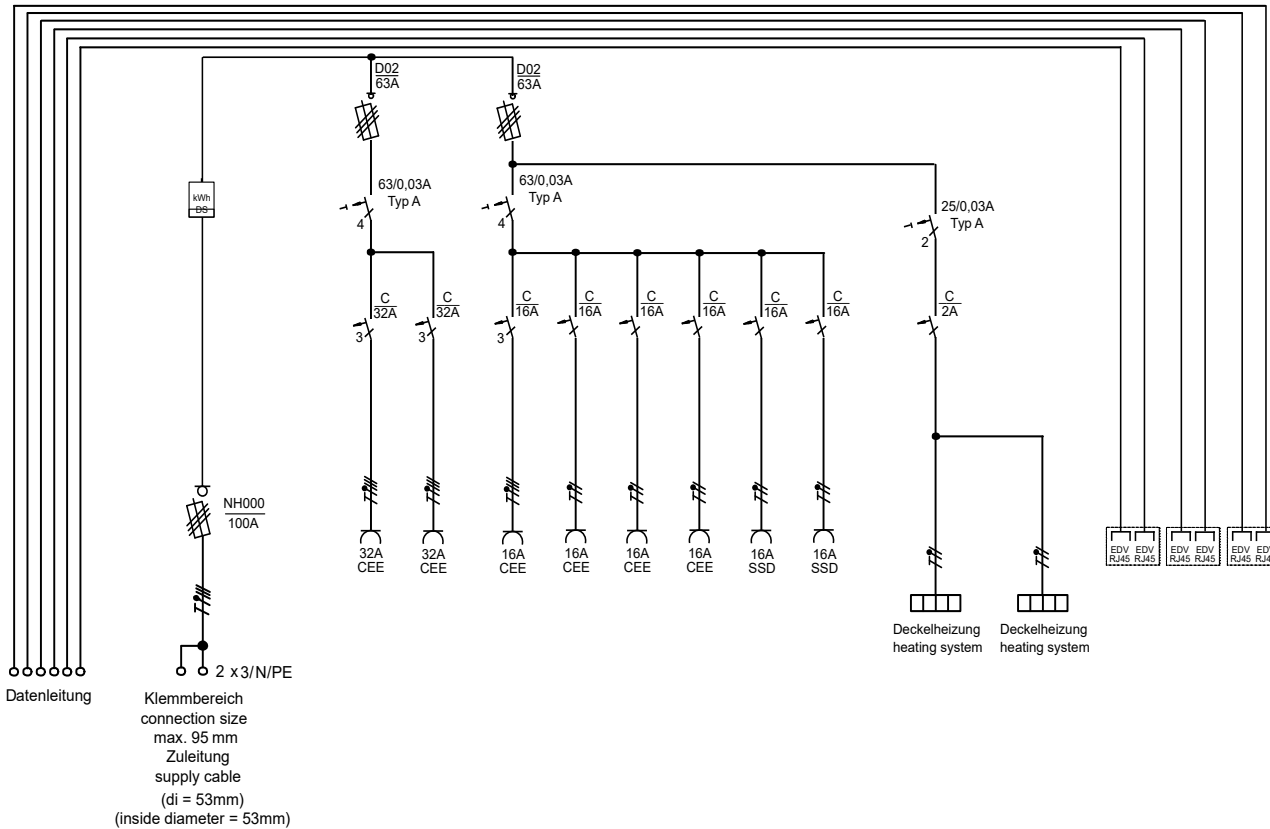 D02
63A
D02
63A
63/0,03A
Typ A
4
63/0,03A
Typ A
4
25/0,03A
Typ A
2
kWh
DS
C
32A
3
C
32A
3
C
16A
3
C
16A
C
16A
C
16A
C
16A
C
16A
C
2A
NH000
100A
32A
CEE
32A
CEE
16A
CEE
16A
CEE
16A
CEE
16A
CEE
16A
SSD
16A
SSD
EDV EDV
RJ45 RJ45
EDV EDV
RJ45 RJ45
EDV EDV
RJ45
Deckelheizung
heating system
Deckelheizung
heating system
Datenleitung
2 x 3/N/PE
Klemmbereich
connection size
max. 95 mm
Zuleitung
supply cable
(di = 53mm)
(inside diameter = 53mm)